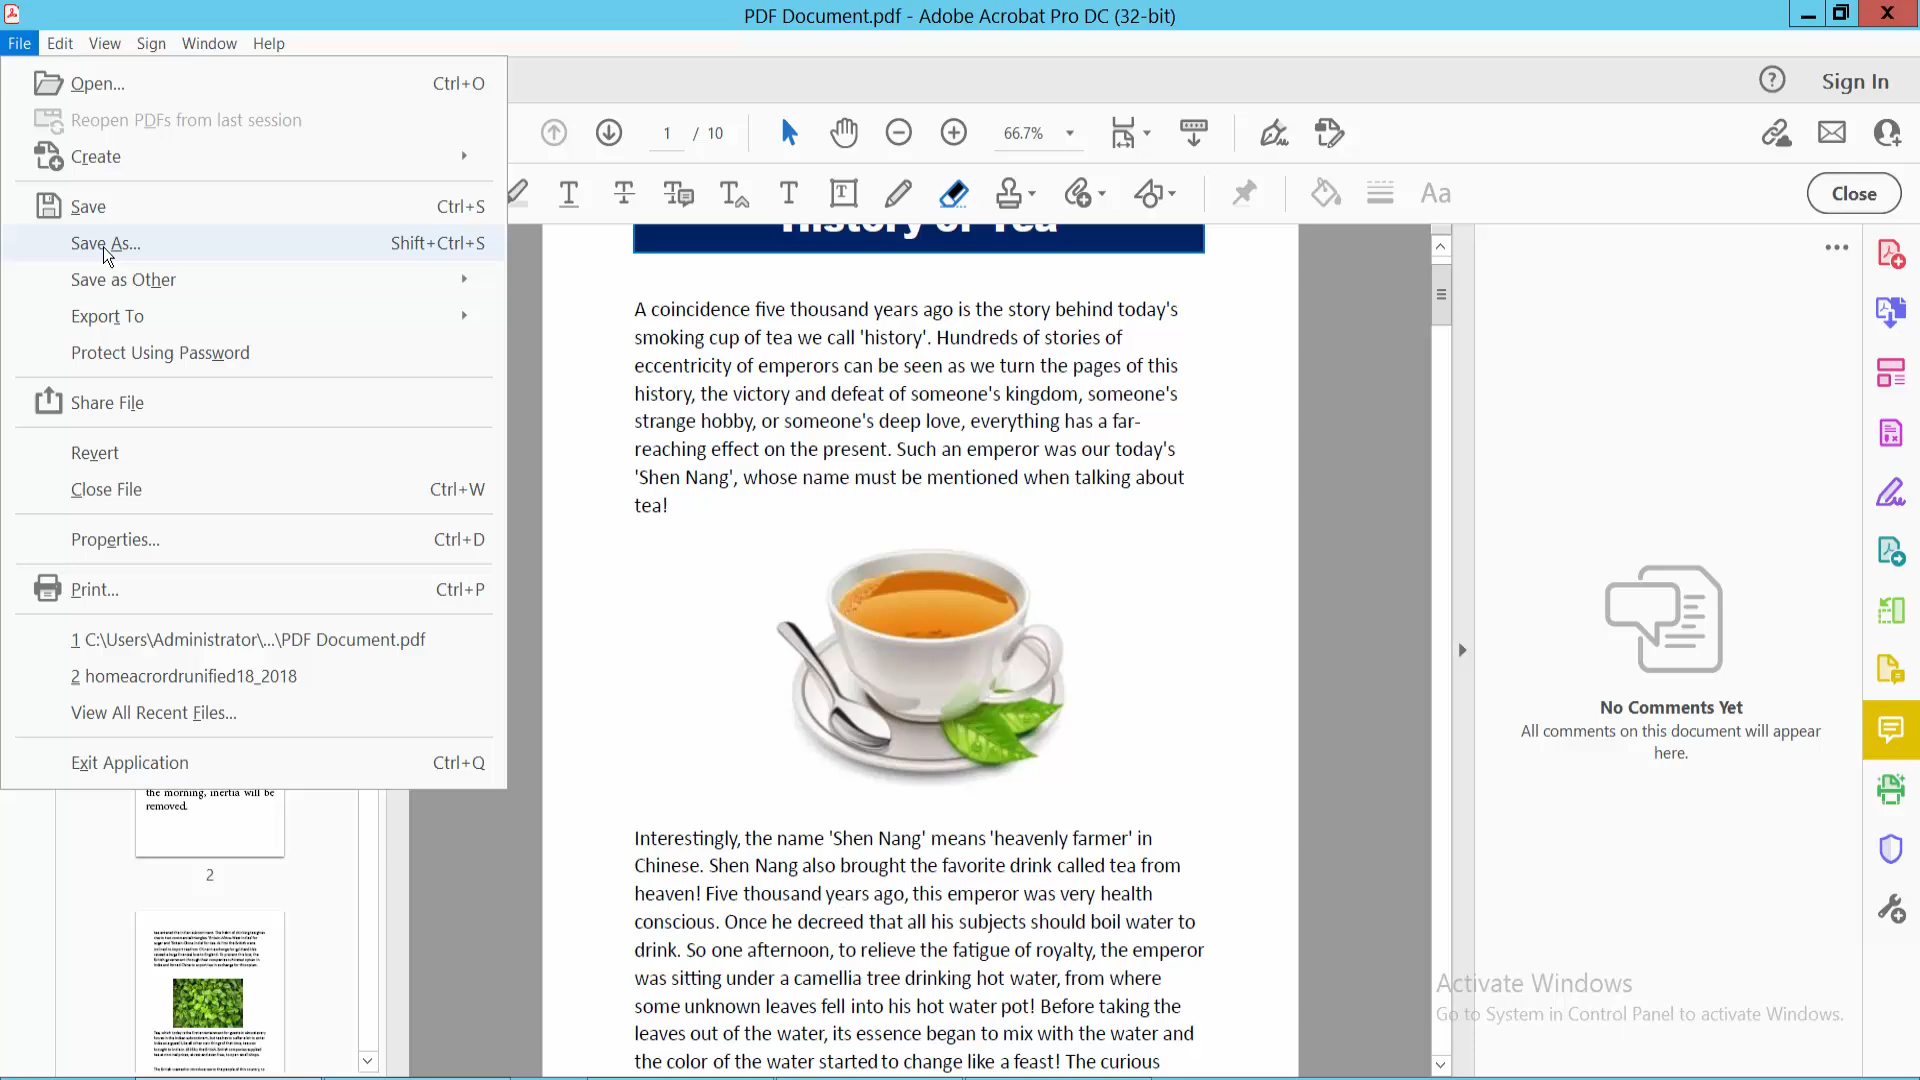 PDF Document.pdf - Adobe Acrobat Pro DC (32-bit)
File Edit View Sign Window Help
Open... Ctrl+O
Reopen PDFs from last session
Create
Save Ctrl+S
Save As... Shift+Ctrl+S
Save as Other
Export To
Protect Using Password
Share File
Revert
Close File Ctrl+W
Properties... Ctrl+D
Print... Ctrl+P
1 C:\Users\Administrator\...\PDF Document.pdf
2 homeacrordrunified18_2018
View All Recent Files...
Exit Application Ctrl+Q
Sign In
1 / 10
66.7%
Aa
Close
History of Tea
A coincidence five thousand years ago is the story behind today's
smoking cup of tea we call 'history'. Hundreds of stories of
eccentricity of emperors can be seen as we turn the pages of this
history, the victory and defeat of someone's kingdom, someone's
strange hobby, or someone's deep love, everything has a far-
reaching effect on the present. Such an emperor was our today's
'Shen Nang', whose name must be mentioned when talking about
tea!
Interestingly, the name 'Shen Nang' means 'heavenly farmer' in
Chinese. Shen Nang also brought the favorite drink called tea from
heaven! Five thousand years ago, this emperor was very health
conscious. Once he decreed that all his subjects should boil water to
drink. So one afternoon, to relieve the fatigue of royalty, the emperor
was sitting under a camellia tree drinking hot water, from where
some unknown leaves fell into his hot water pot! Before taking the
leaves out of the water, its essence began to mix with the water and
the color of the water started to change like a feast! The curious
the morning, inertia will be
removed.
2
No Comments Yet
All comments on this document will appear
here.
Activate Windows
Go to System in Control Panel to activate Windows.